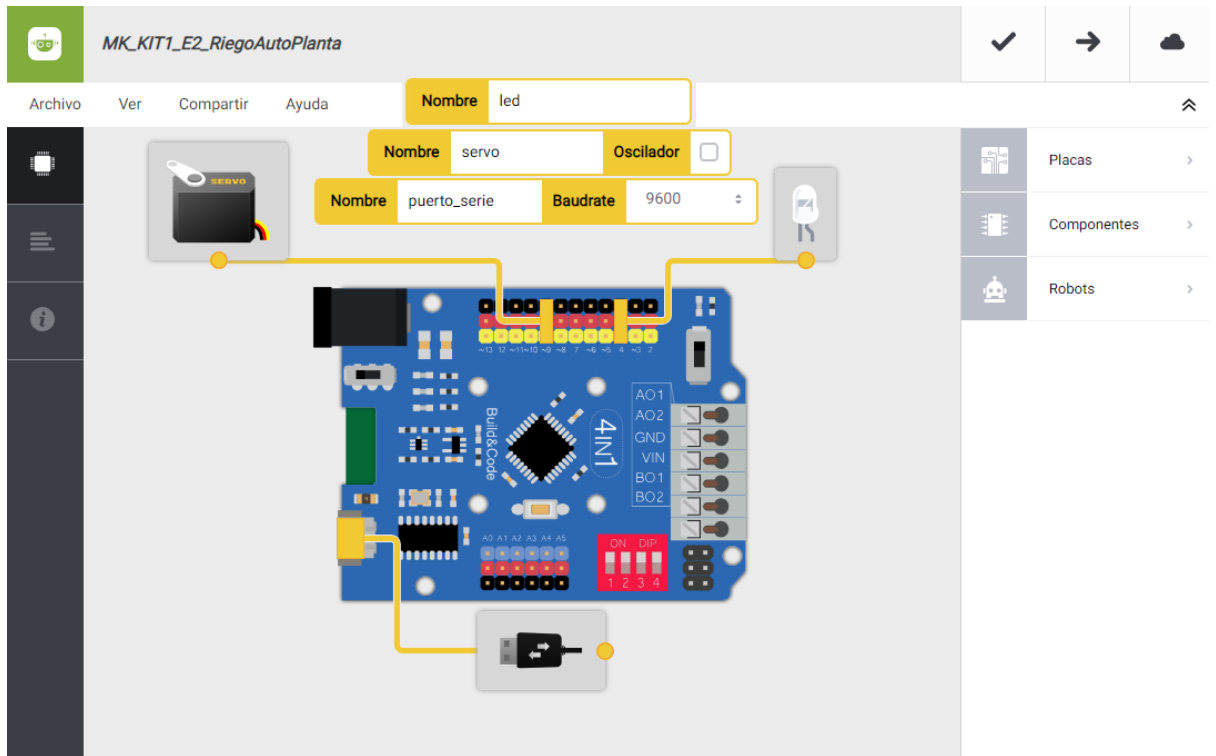 MK_KIT1_E2_RiegoAutoPlanta
Archivo Ver Compartir Ayuda
Nombre led
Nombre servo Oscilador
Nombre puerto_serie Baudrate 9600
SERVO
Placas
Componentes
Robots
~13 12 ~11 ~10 ~9 ~8 7 ~6 ~5 4 ~3 2
Build&Code
4IN1
AO1
AO2
GND
VIN
BO1
BO2
A0 A1 A2 A3 A4 A5
ON DIP
1 2 3 4